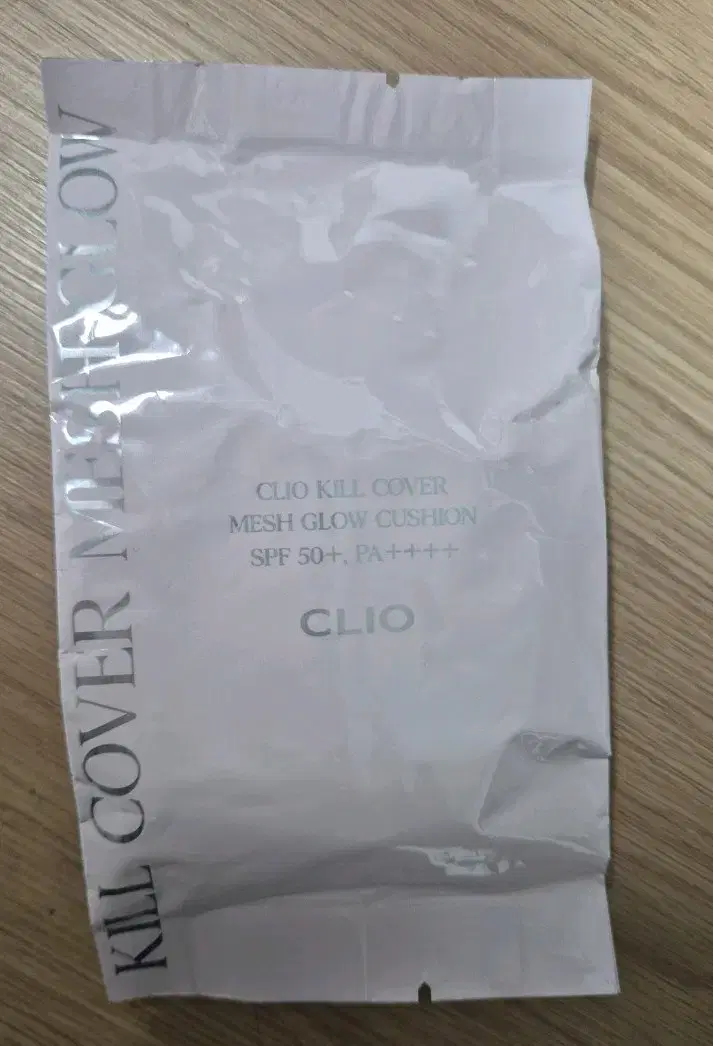 KILL COVER MESH GLOW
CLIO KILL COVER
MESH GLOW CUSHION
SPF 50+, PA++++
CLIO